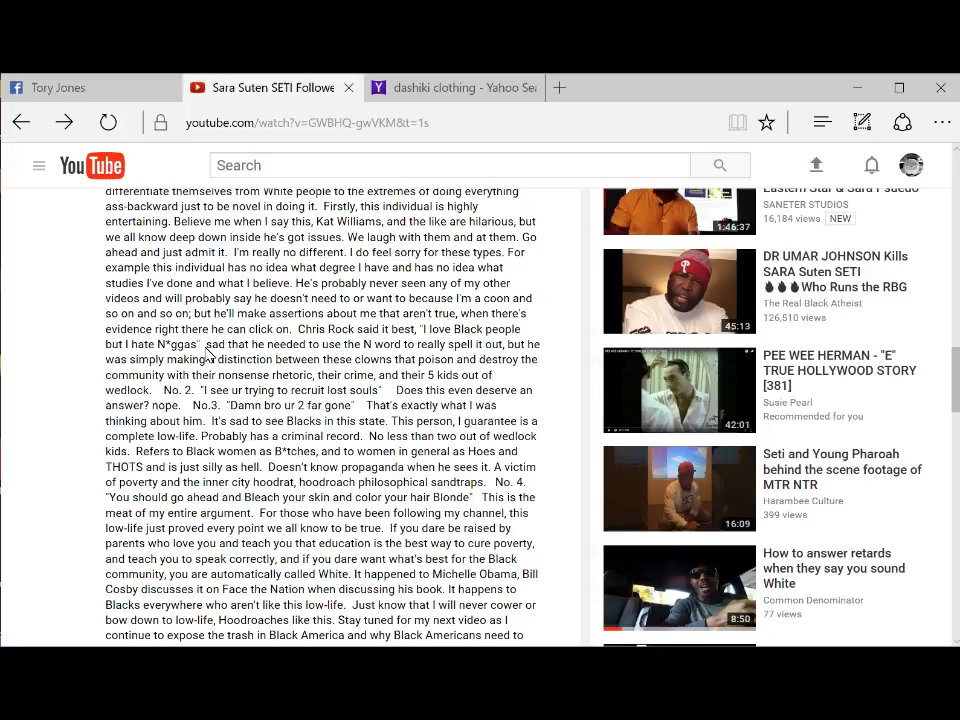 Tory Jones
Sara Suten SETI Followe
dashiki clothing - Yahoo Sea
youtube.com/watch?v=GWBHQ-gwVKM&t=1s
YouTube
Search
differentiate themselves from White people to the extremes of doing everything
ass-backward just to be novel in doing it. Firstly, this individual is highly
entertaining. Believe me when I say this, Kat Williams, and the like are hilarious, but
we all know deep down inside he's got issues. We laugh with them and at them. Go
ahead and just admit it. I'm really no different. I do feel sorry for these types. For
example this individual has no idea what degree I have and has no idea what
studies I've done and what I believe. He's probably never seen any of my other
videos and will probably say he doesn't need to or want to because I'm a coon and
so on and so on; but he'll make assertions about me that aren't true, when there's
evidence right there he can click on. Chris Rock said it best, "I love Black people
but I hate N*ggas" sad that he needed to use the N word to really spell it out, but he
was simply making a distinction between these clowns that poison and destroy the
community with their nonsense rhetoric, their crime, and their 5 kids out of
wedlock. No. 2. "I see ur trying to recruit lost souls" Does this even deserve an
answer? nope. No.3. "Damn bro ur 2 far gone" That's exactly what I was
thinking about him. It's sad to see Blacks in this state. This person, I guarantee is a
complete low-life. Probably has a criminal record. No less than two out of wedlock
kids. Refers to Black women as B*tches, and to women in general as Hoes and
THOTS and is just silly as hell. Doesn't know propaganda when he sees it. A victim
of poverty and the inner city hoodrat, hoodroach philosophical sandtraps. No. 4.
"You should go ahead and Bleach your skin and color your hair Blonde" This is the
meat of my entire argument. For those who have been following my channel, this
low-life just proved every point we all know to be true. If you dare be raised by
parents who love you and teach you that education is the best way to cure poverty,
and teach you to speak correctly, and if you dare want what's best for the Black
community, you are automatically called White. It happened to Michelle Obama, Bill
Cosby discusses it on Face the Nation when discussing his book. It happens to
Blacks everywhere who aren't like this low-life. Just know that I will never cower or
bow down to low-life, Hoodroaches like this. Stay tuned for my next video as I
continue to expose the trash in Black America and why Black Americans need to
Eastern Star & Sara Psuedo
SANETER STUDIOS
16,184 views NEW
1:46:37
DR UMAR JOHNSON Kills
SARA Suten SETI
🔥🔥🔥Who Runs the RBG
The Real Black Atheist
126,510 views
45:13
PEE WEE HERMAN - "E"
TRUE HOLLYWOOD STORY
[381]
Susie Pearl
Recommended for you
42:01
Seti and Young Pharoah
behind the scene footage of
MTR NTR
Harambee Culture
399 views
16:09
How to answer retards
when they say you sound
White
Common Denominator
77 views
8:50